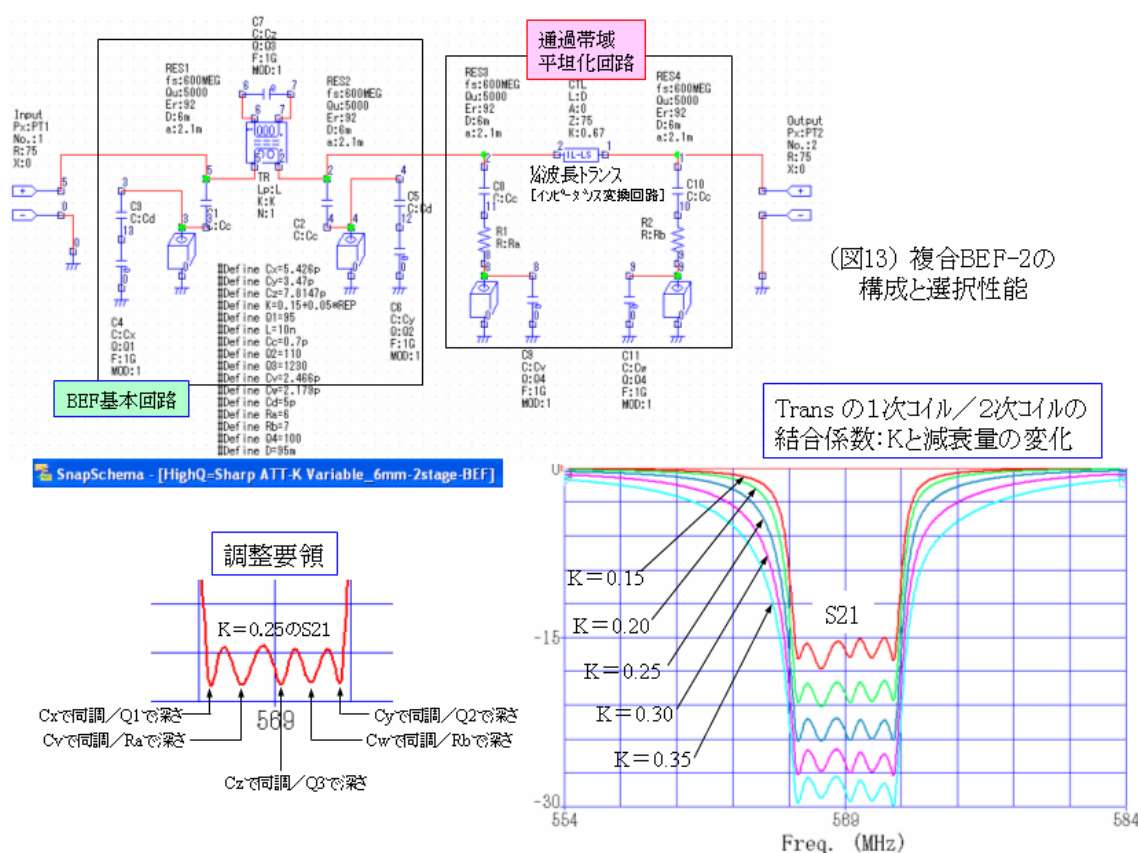 C7
C:Cz
Q:Q3
F:1G
MOD:1
通過帯域
平坦化回路
RES1
fs:600MEG
Qu:5000
Er:92
D:6m
a:2.1m
RES2
fs:600MEG
Qu:5000
Er:92
D:6m
a:2.1m
RES3
fs:600MEG
Qu:5000
Er:92
D:6m
a:2.1m
CTL
L:D
A:0
Z:75
K:0.67
RES4
fs:600MEG
Qu:5000
Er:92
D:6m
a:2.1m
Input
Px:PT1
No.:1
R:75
X:0
Output
Px:PT2
No.:2
R:75
X:0
TR
Lp:L
K:K
N:1
IL-LS
¼波長トランス
[インピータンス変換回路]
C3
C:Cd
C1
C:Cc
C2
C:Cc
C5
C:Cd
C8
C:Cc
C10
C:Cc
R1
R:Ra
R2
R:Rb
C4
C:Cx
Q:Q1
F:1G
MOD:1
#Define Cx=5.426p
#Define Cy=3.47p
#Define Cz=7.8147p
#Define K=0.15+0.05*REP
#Define Q1=95
#Define L=10n
#Define Cc=0.7p
#Define Q2=110
#Define Q3=1230
#Define Cv=2.466p
#Define Cw=2.179p
#Define Cd=5p
#Define Ra=6
#Define Rb=7
#Define Q4=100
#Define D=95m
C6
C:Cy
Q:Q2
F:1G
MOD:1
C9
C:Cv
Q:Q4
F:1G
MOD:1
C11
C:Cw
Q:Q4
F:1G
MOD:1
BEF基本回路
(図13) 複合BEF-2の
構成と選択性能
SnapSchema - [HighQ=Sharp ATT-K Variable_6mm-2stage-BEF]
Transの1次コイル／2次コイルの
結合係数：Kと減衰量の変化
調整要領
K＝0.25のS21
569
Cxで同調／Q1で深さ
Cvで同調／Raで深さ
Czで同調／Q3で深さ
Cyで同調／Q2で深さ
Cwで同調／Rbで深さ
K＝0.15
K＝0.20
K＝0.25
K＝0.30
K＝0.35
S21
-15
-30
554
569
584
Freq. (MHz)